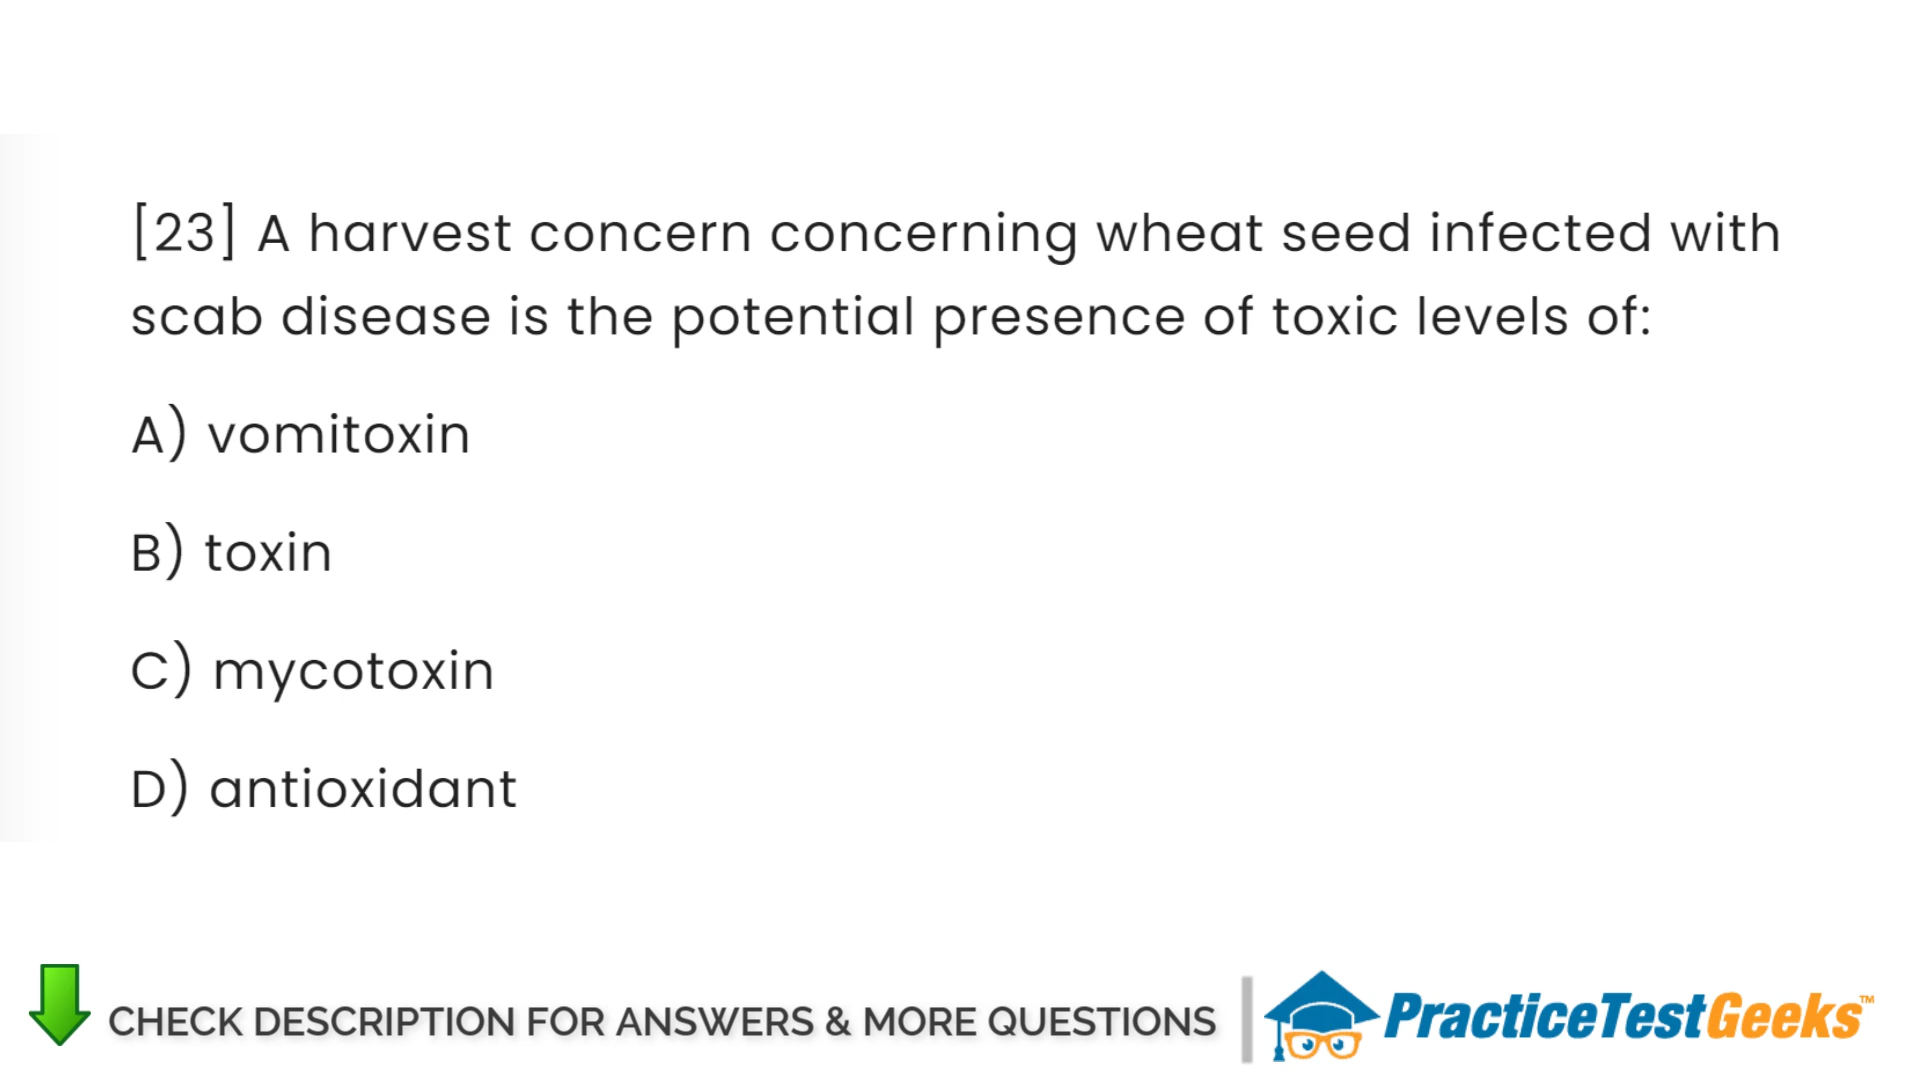 [23] A harvest concern concerning wheat seed infected with
scab disease is the potential presence of toxic levels of:
A) vomitoxin
B) toxin
C) mycotoxin
D) antioxidant
CHECK DESCRIPTION FOR ANSWERS & MORE QUESTIONS
PracticeTestGeeks™